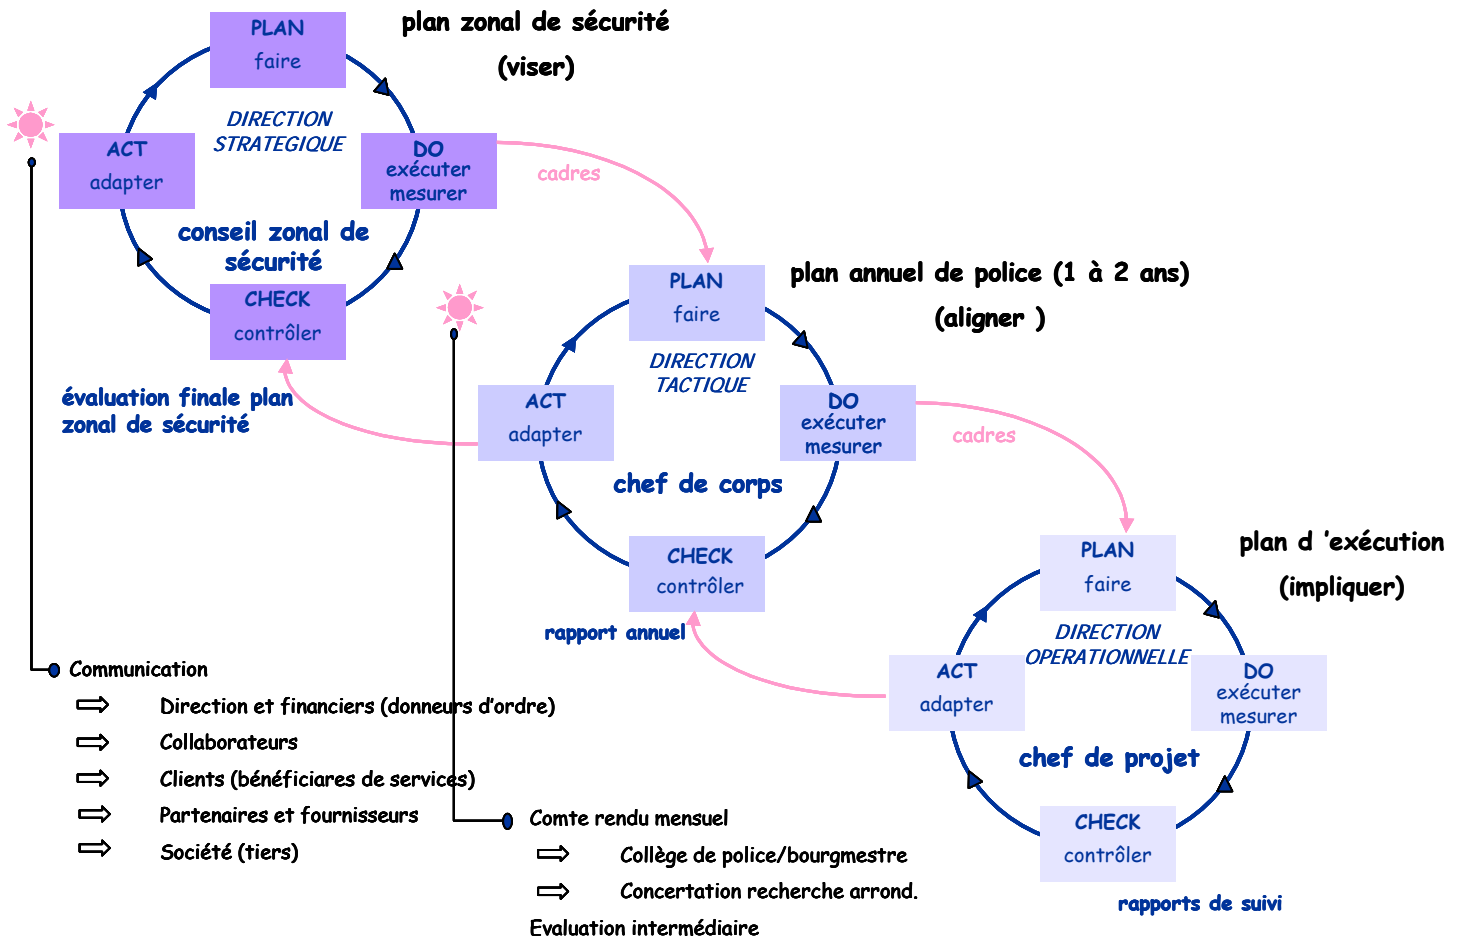 plan zonal de sécurité
(viser)
PLAN
faire
DIRECTION
STRATEGIQUE
ACT
adapter
DO
exécuter
mesurer
cadres
conseil zonal de
sécurité
CHECK
contrôler
évaluation finale plan
zonal de sécurité
plan annuel de police (1 à 2 ans)
(aligner )
PLAN
faire
DIRECTION
TACTIQUE
ACT
adapter
DO
exécuter
mesurer
cadres
chef de corps
CHECK
contrôler
rapport annuel
plan d 'exécution
(impliquer)
PLAN
faire
DIRECTION
OPERATIONNELLE
ACT
adapter
DO
exécuter
mesurer
chef de projet
CHECK
contrôler
rapports de suivi
Communication
Direction et financiers (donneurs d'ordre)
Collaborateurs
Clients (bénéficiares de services)
Partenaires et fournisseurs
Société (tiers)
Comte rendu mensuel
Collège de police/bourgmestre
Concertation recherche arrond.
Evaluation intermédiaire